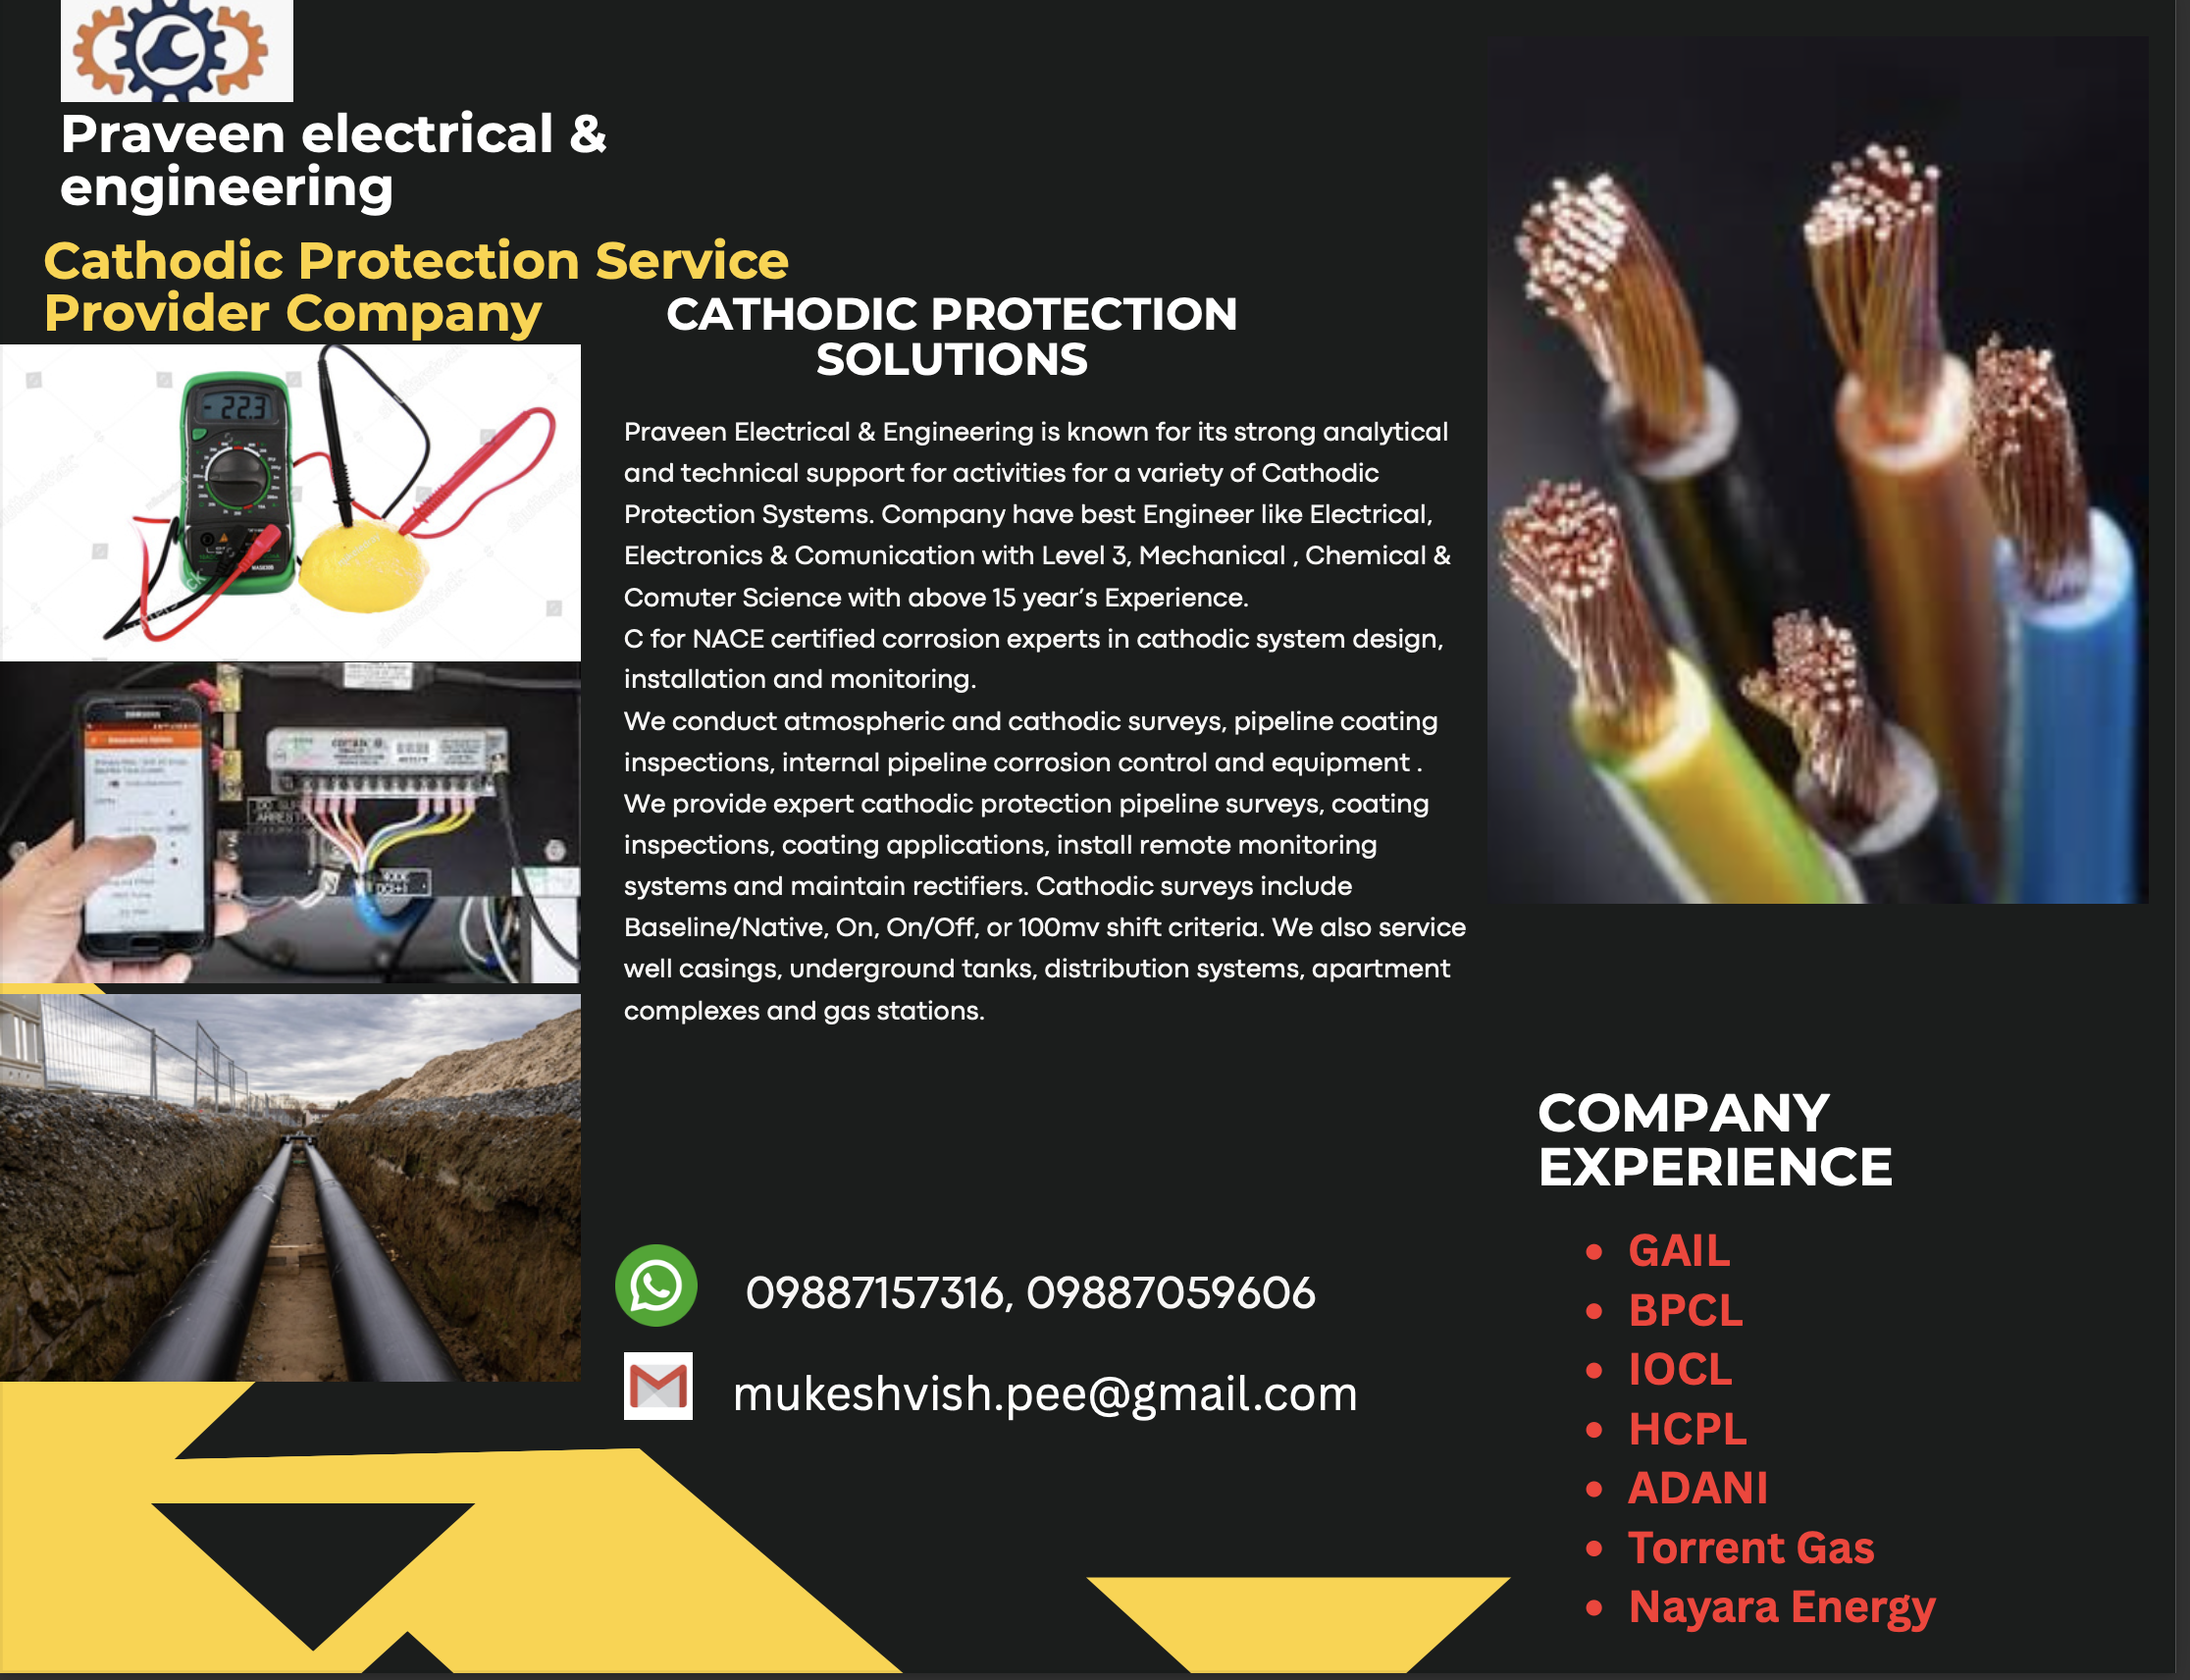 Praveen electrical &
engineering
Cathodic Protection Service
Provider Company
CATHODIC PROTECTION
SOLUTIONS
- 22.3
Praveen Electrical & Engineering is known for its strong analytical
and technical support for activities for a variety of Cathodic
Protection Systems. Company have best Engineer like Electrical,
Electronics & Comunication with Level 3, Mechanical , Chemical &
Comuter Science with above 15 year’s Experience.
C for NACE certified corrosion experts in cathodic system design,
installation and monitoring.
We conduct atmospheric and cathodic surveys, pipeline coating
inspections, internal pipeline corrosion control and equipment .
We provide expert cathodic protection pipeline surveys, coating
inspections, coating applications, install remote monitoring
systems and maintain rectifiers. Cathodic surveys include
Baseline/Native, On, On/Off, or 100mv shift criteria. We also service
well casings, underground tanks, distribution systems, apartment
complexes and gas stations.
09887157316, 09887059606
mukeshvish.pee@gmail.com
COMPANY
EXPERIENCE
• GAIL
• BPCL
• IOCL
• HCPL
• ADANI
• Torrent Gas
• Nayara Energy